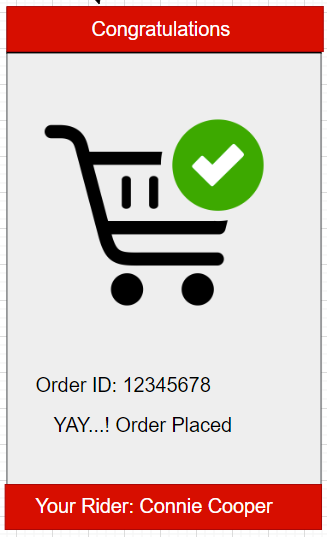 Congratulations
Order ID: 12345678
YAY...! Order Placed
Your Rider: Connie Cooper